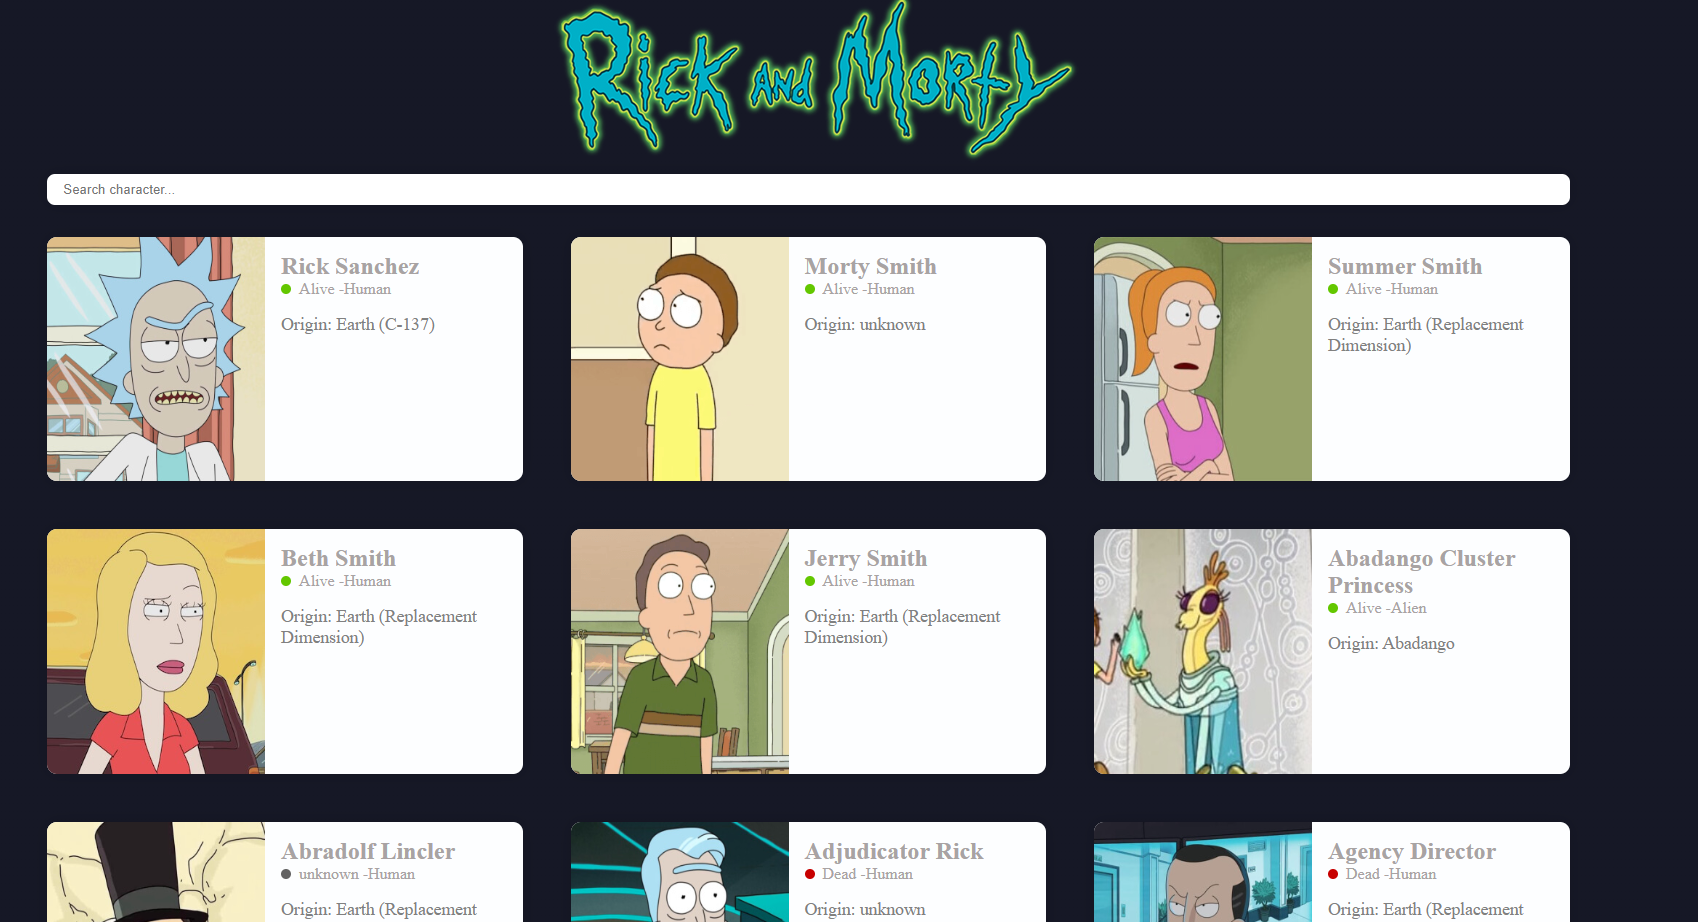 Rick and Morty
Search character...
Rick Sanchez
Alive -Human
Origin: Earth (C-137)
Morty Smith
Alive -Human
Origin: unknown
Summer Smith
Alive -Human
Origin: Earth (Replacement
Dimension)
Beth Smith
Alive -Human
Origin: Earth (Replacement
Dimension)
Jerry Smith
Alive -Human
Origin: Earth (Replacement
Dimension)
Abadango Cluster
Princess
Alive -Alien
Origin: Abadango
Abradolf Lincler
unknown -Human
Origin: Earth (Replacement
Adjudicator Rick
Dead -Human
Origin: unknown
Agency Director
Dead -Human
Origin: Earth (Replacement